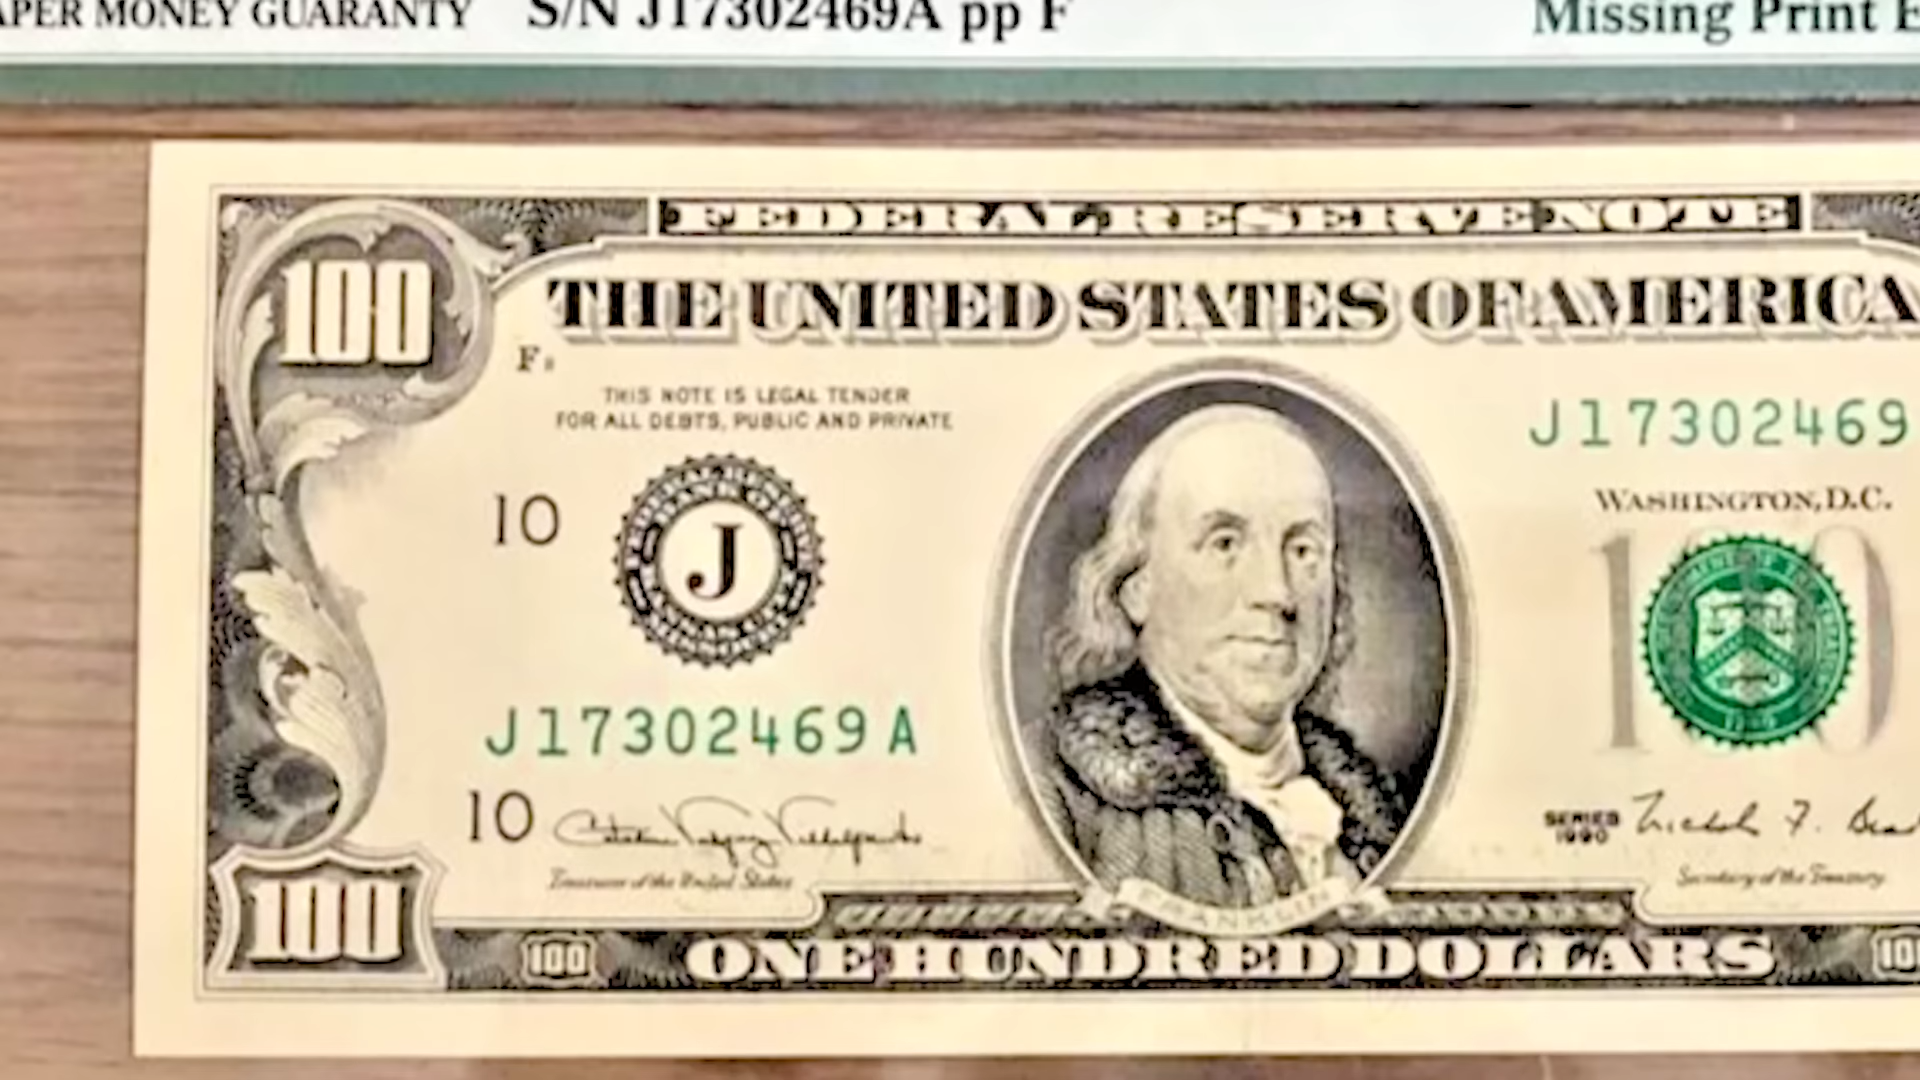 APER MONEY GUARANTY S/N J17302469A pp F Missing Print E
FEDERAL RESERVE NOTE
100
THE UNITED STATES OF AMERICA
F
THIS NOTE IS LEGAL TENDER
FOR ALL DEBTS, PUBLIC AND PRIVATE
J17302469
10
J
WASHINGTON, D.C.
100
J17302469A
10
SERIES
1990
Treasurer of the United States
Secretary of the Treasury
FRANKLIN
100
100
ONE HUNDRED DOLLARS
10